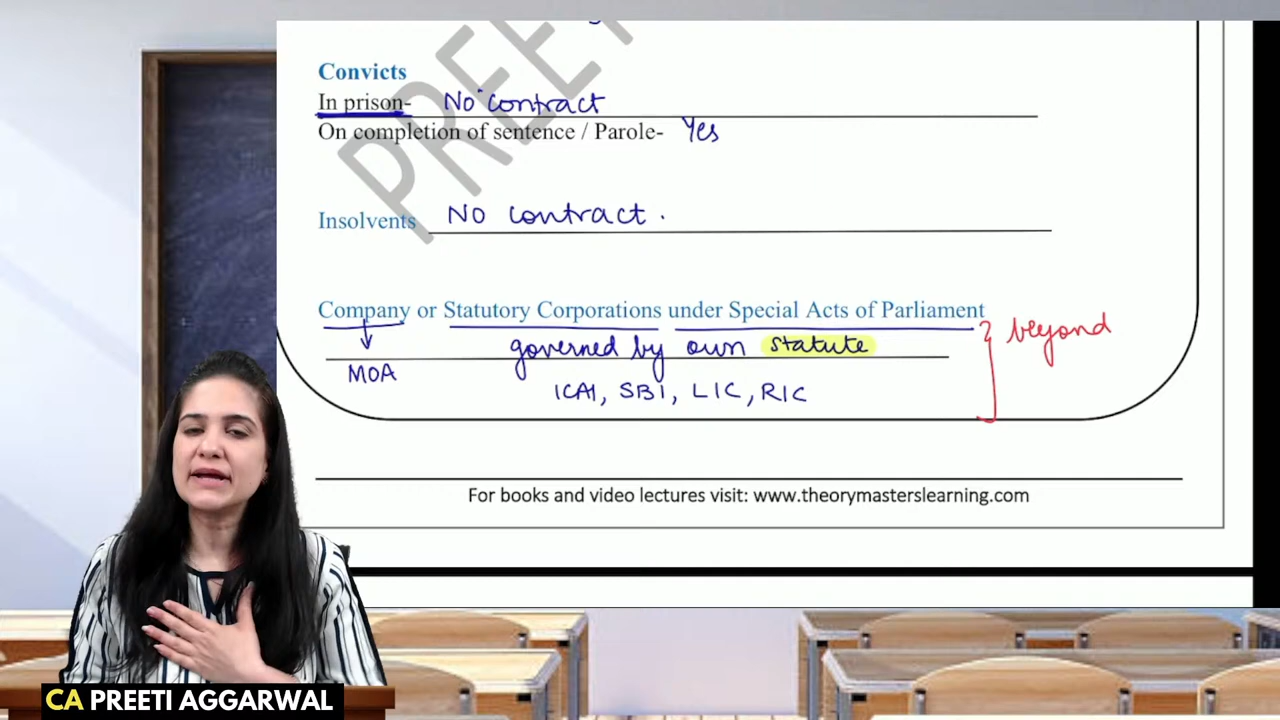 PREET
Convicts
In prison- No contract
On completion of sentence / Parole- Yes
Insolvents No contract.
Company or Statutory Corporations under Special Acts of Parliament
beyond
governed by own statute
MOA
ICAI, SBI, LIC, RIC
For books and video lectures visit: www.theorymasterslearning.com
CA PREETI AGGARWAL